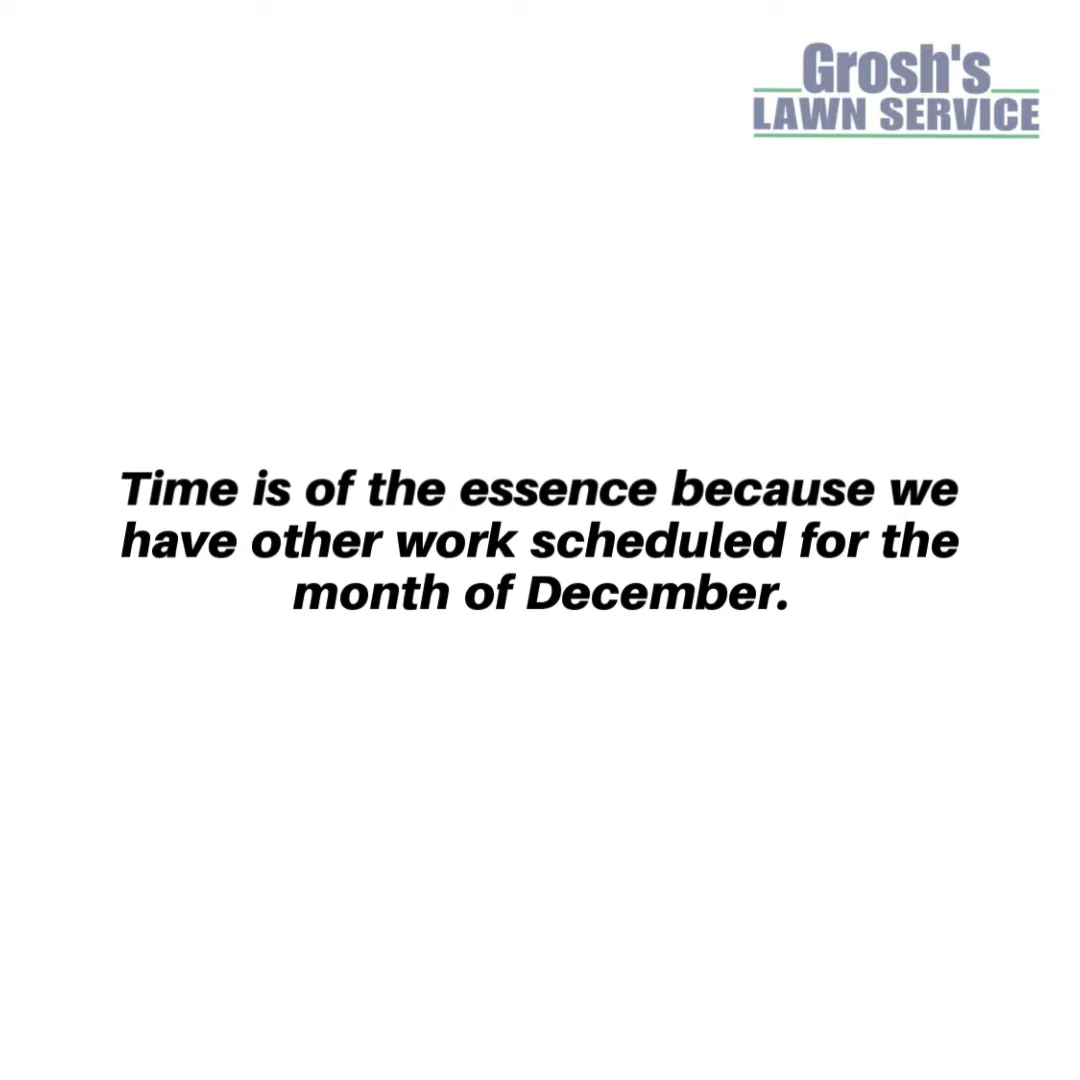 Grosh's
LAWN SERVICE
Time is of the essence because we
have other work scheduled for the
month of December.